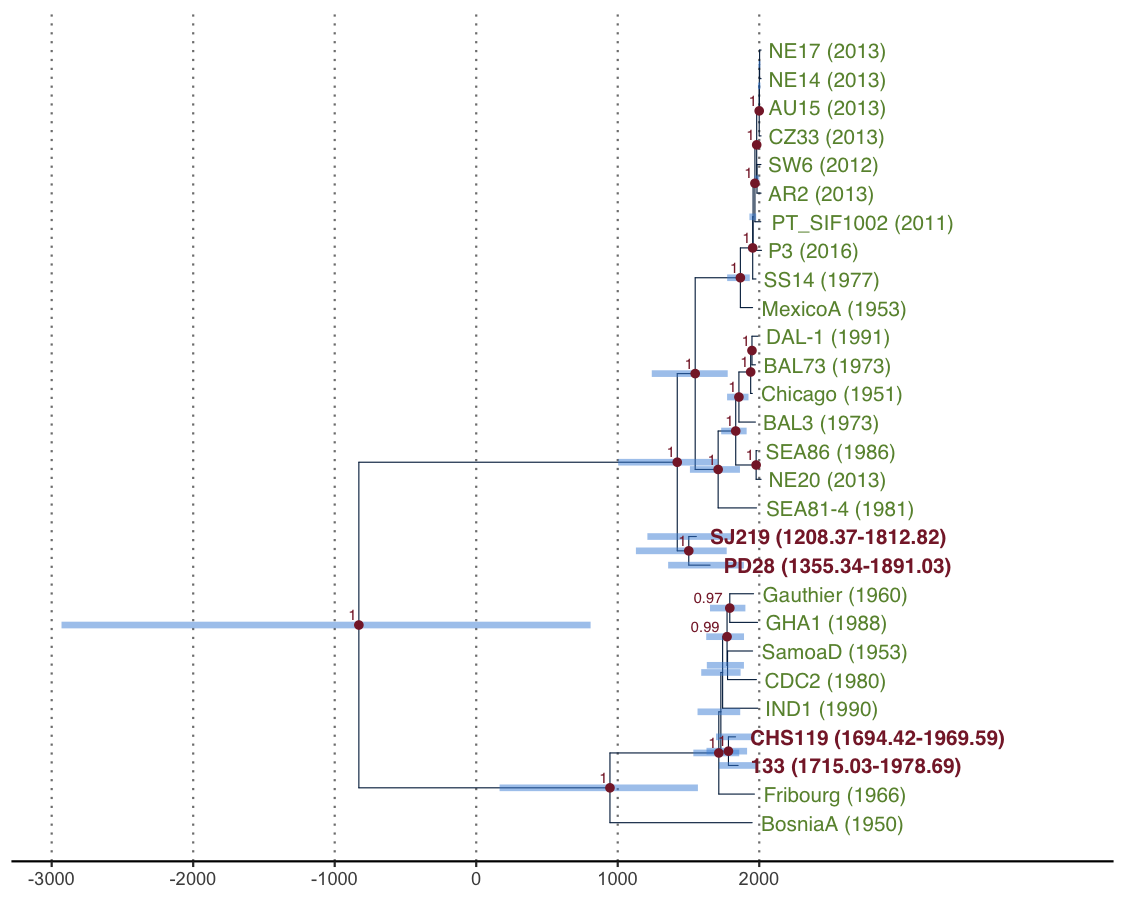 NE17 (2013)
NE14 (2013)
1
AU15 (2013)
1
CZ33 (2013)
1
SW6 (2012)
AR2 (2013)
PT_SIF1002 (2011)
1
P3 (2016)
1
SS14 (1977)
MexicoA (1953)
1
DAL-1 (1991)
1
1
BAL73 (1973)
1
Chicago (1951)
1
BAL3 (1973)
1
1
1
SEA86 (1986)
NE20 (2013)
SEA81-4 (1981)
1
SJ219 (1208.37-1812.82)
PD28 (1355.34-1891.03)
0.97
Gauthier (1960)
1
0.99
GHA1 (1988)
SamoaD (1953)
CDC2 (1980)
IND1 (1990)
1
1
CHS119 (1694.42-1969.59)
133 (1715.03-1978.69)
1
Fribourg (1966)
BosniaA (1950)
-3000
-2000
-1000
0
1000
2000